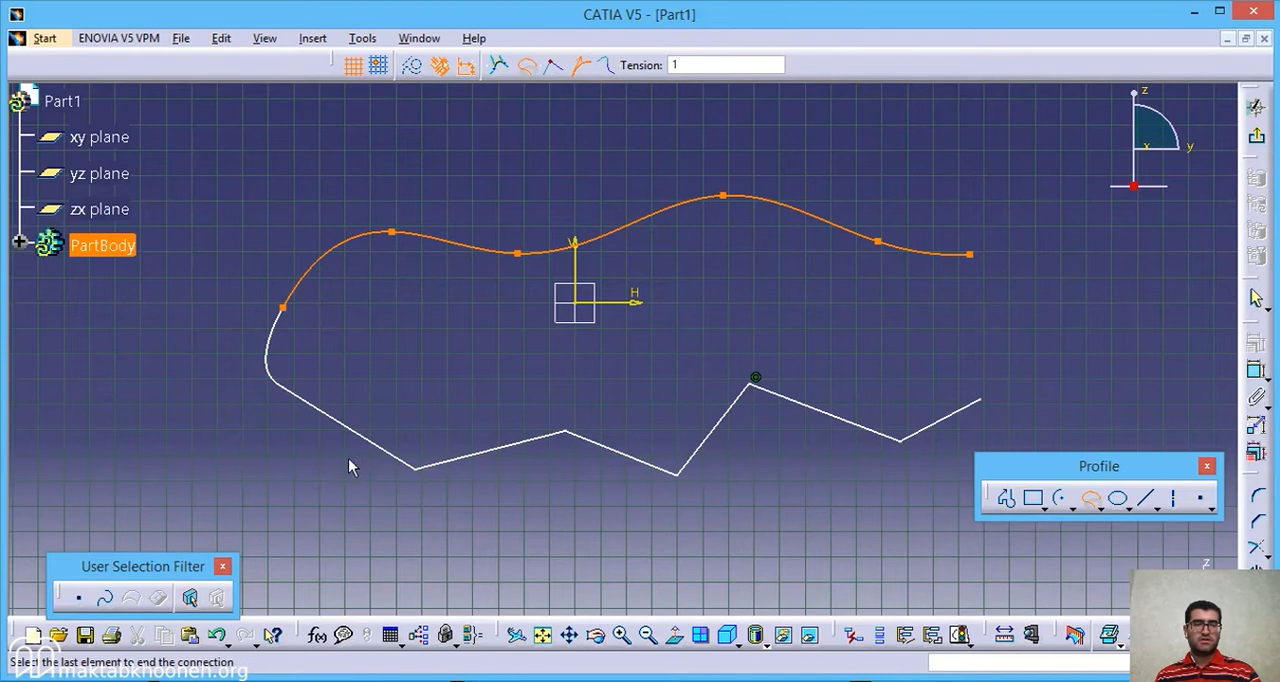 CATIA V5 - [Part1]
Start ENOVIA V5 VPM File Edit View Insert Tools Window Help
Tension: 1
Part1
xy plane
yz plane
zx plane
PartBody
z
x
y
V
H
Profile
User Selection Filter
z
f(x)
Select the last element to end the connection
maktabkhooneh.org